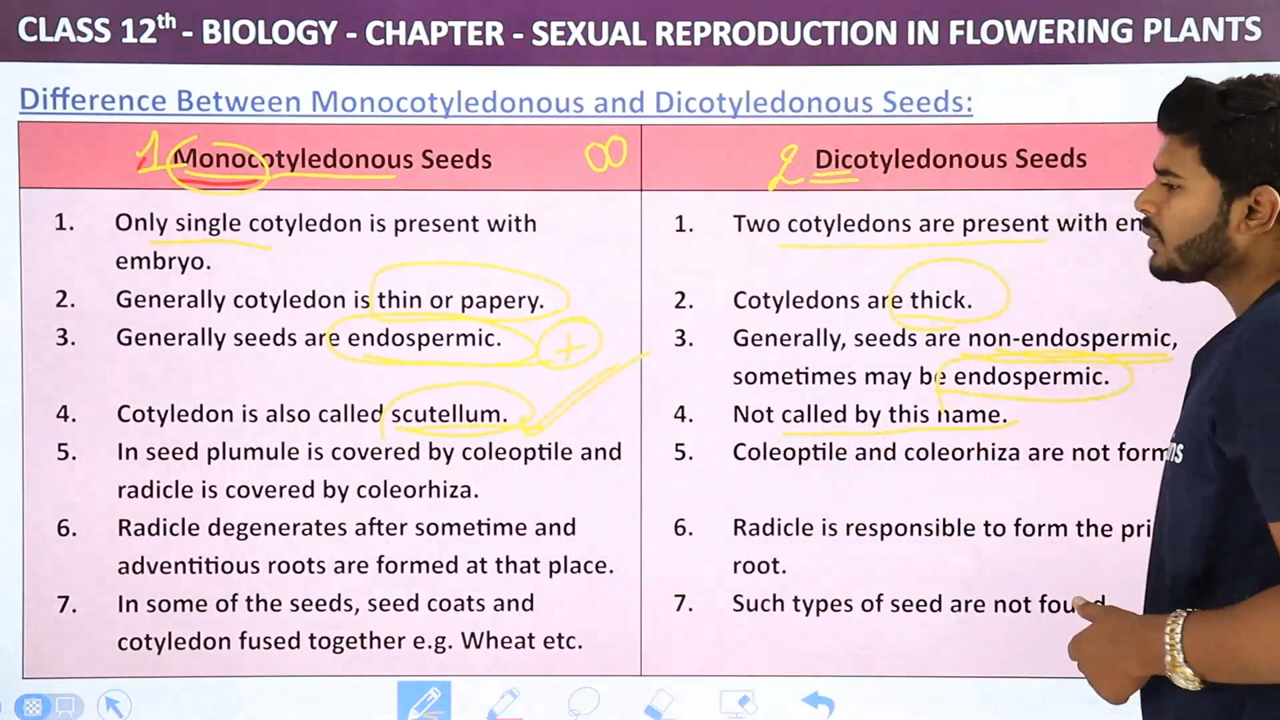 CLASS 12th - BIOLOGY - CHAPTER - SEXUAL REPRODUCTION IN FLOWERING PLANTS
Difference Between Monocotyledonous and Dicotyledonous Seeds:
1 Monocotyledonous Seeds
1. Only single cotyledon is present with
embryo.
2. Generally cotyledon is thin or papery.
3. Generally seeds are endospermic. +
4. Cotyledon is also called scutellum.
5. In seed plumule is covered by coleoptile and
radicle is covered by coleorhiza.
6. Radicle degenerates after sometime and
adventitious roots are formed at that place.
7. In some of the seeds, seed coats and
cotyledon fused together e.g. Wheat etc.
2 Dicotyledonous Seeds
1. Two cotyledons are present with
2. Cotyledons are thick.
3. Generally, seeds are non-endospermic,
sometimes may be endospermic.
4. Not called by this name.
5. Coleoptile and coleorhiza are not form
6. Radicle is responsible to form the
root.
7. Such types of seed are not found